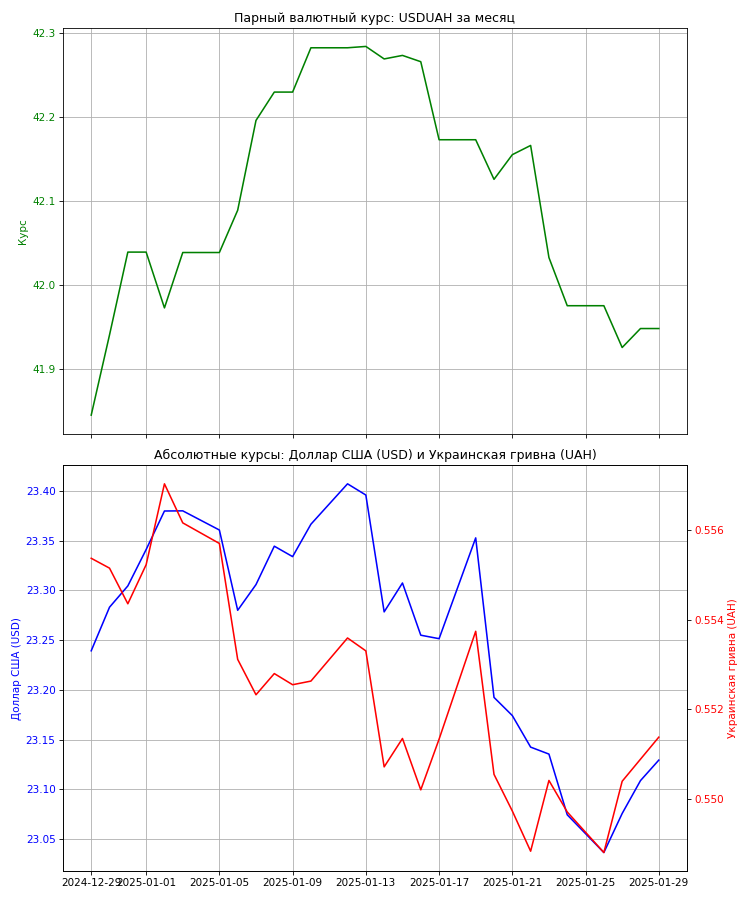 Парный валютный курс: USDUAH за месяц
42.3
42.2
42.1
42.0
41.9
Курс
Абсолютные курсы: Доллар США (USD) и Украинская гривна (UAH)
23.40
23.35
23.30
23.25
23.20
23.15
23.10
23.05
Доллар США (USD)
0.556
0.554
0.552
0.550
Украинская гривна (UAH)
2024-12-29 2025-01-01 2025-01-05 2025-01-09 2025-01-13 2025-01-17 2025-01-21 2025-01-25 2025-01-29